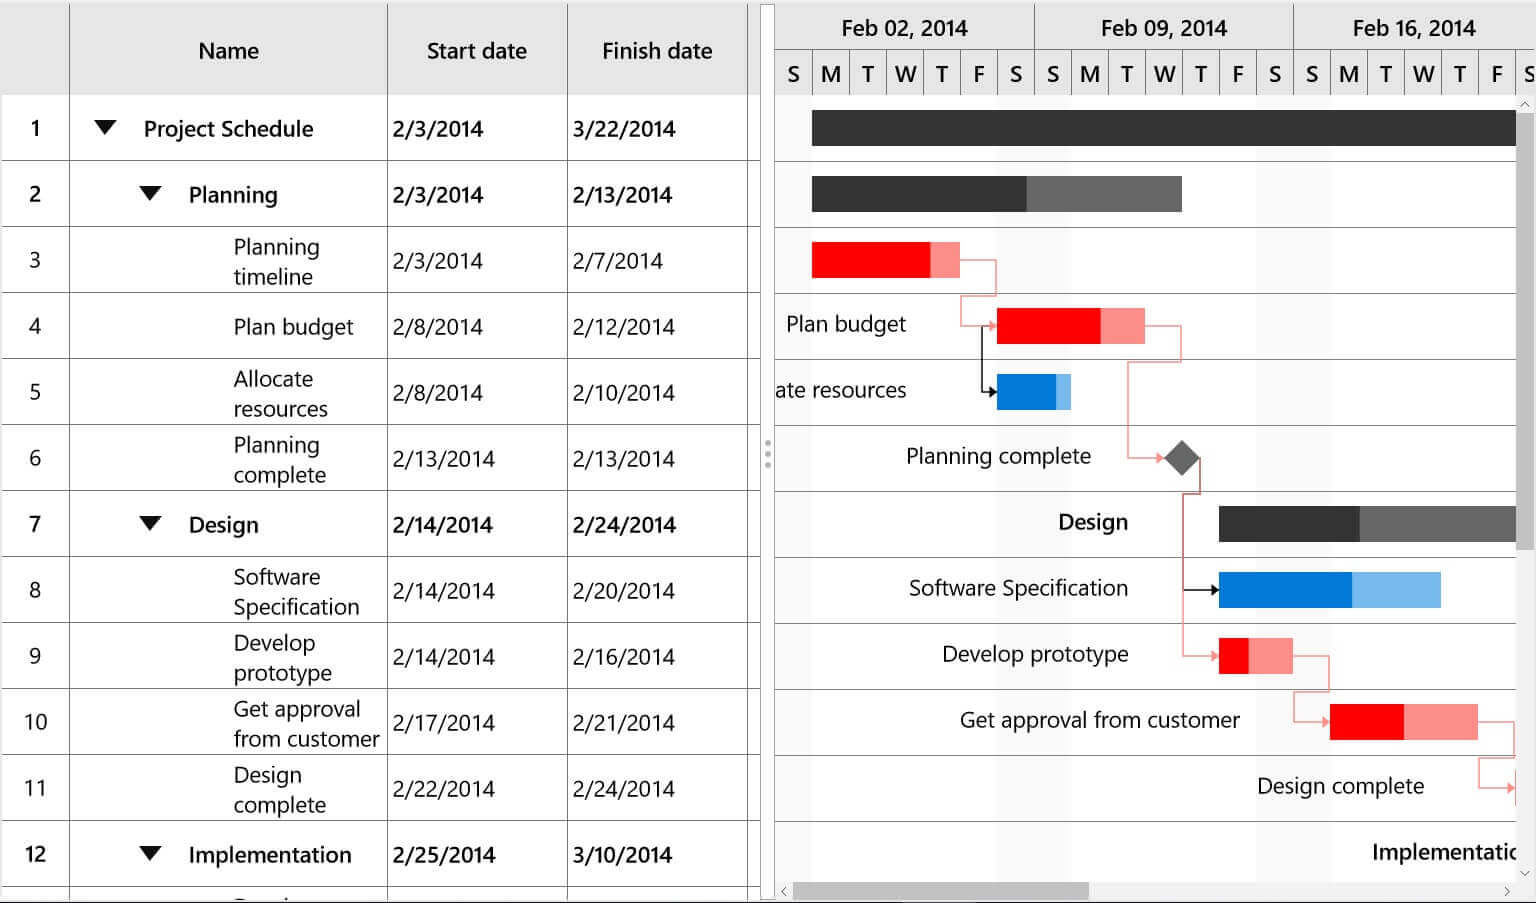 Name Start date Finish date
Feb 02, 2014 Feb 09, 2014 Feb 16, 2014
S M T W T F S S M T W T F S S M T W T F S
1 Project Schedule 2/3/2014 3/22/2014
2 Planning 2/3/2014 2/13/2014
3 Planning
timeline 2/3/2014 2/7/2014
4 Plan budget 2/8/2014 2/12/2014 Plan budget
5 Allocate
resources 2/8/2014 2/10/2014 ate resources
6 Planning
complete 2/13/2014 2/13/2014 Planning complete
7 Design 2/14/2014 2/24/2014 Design
8 Software
Specification 2/14/2014 2/20/2014 Software Specification
9 Develop
prototype 2/14/2014 2/16/2014 Develop prototype
10 Get approval
from customer 2/17/2014 2/21/2014 Get approval from customer
11 Design
complete 2/22/2014 2/24/2014 Design complete
12 Implementation 2/25/2014 3/10/2014 Implementatic